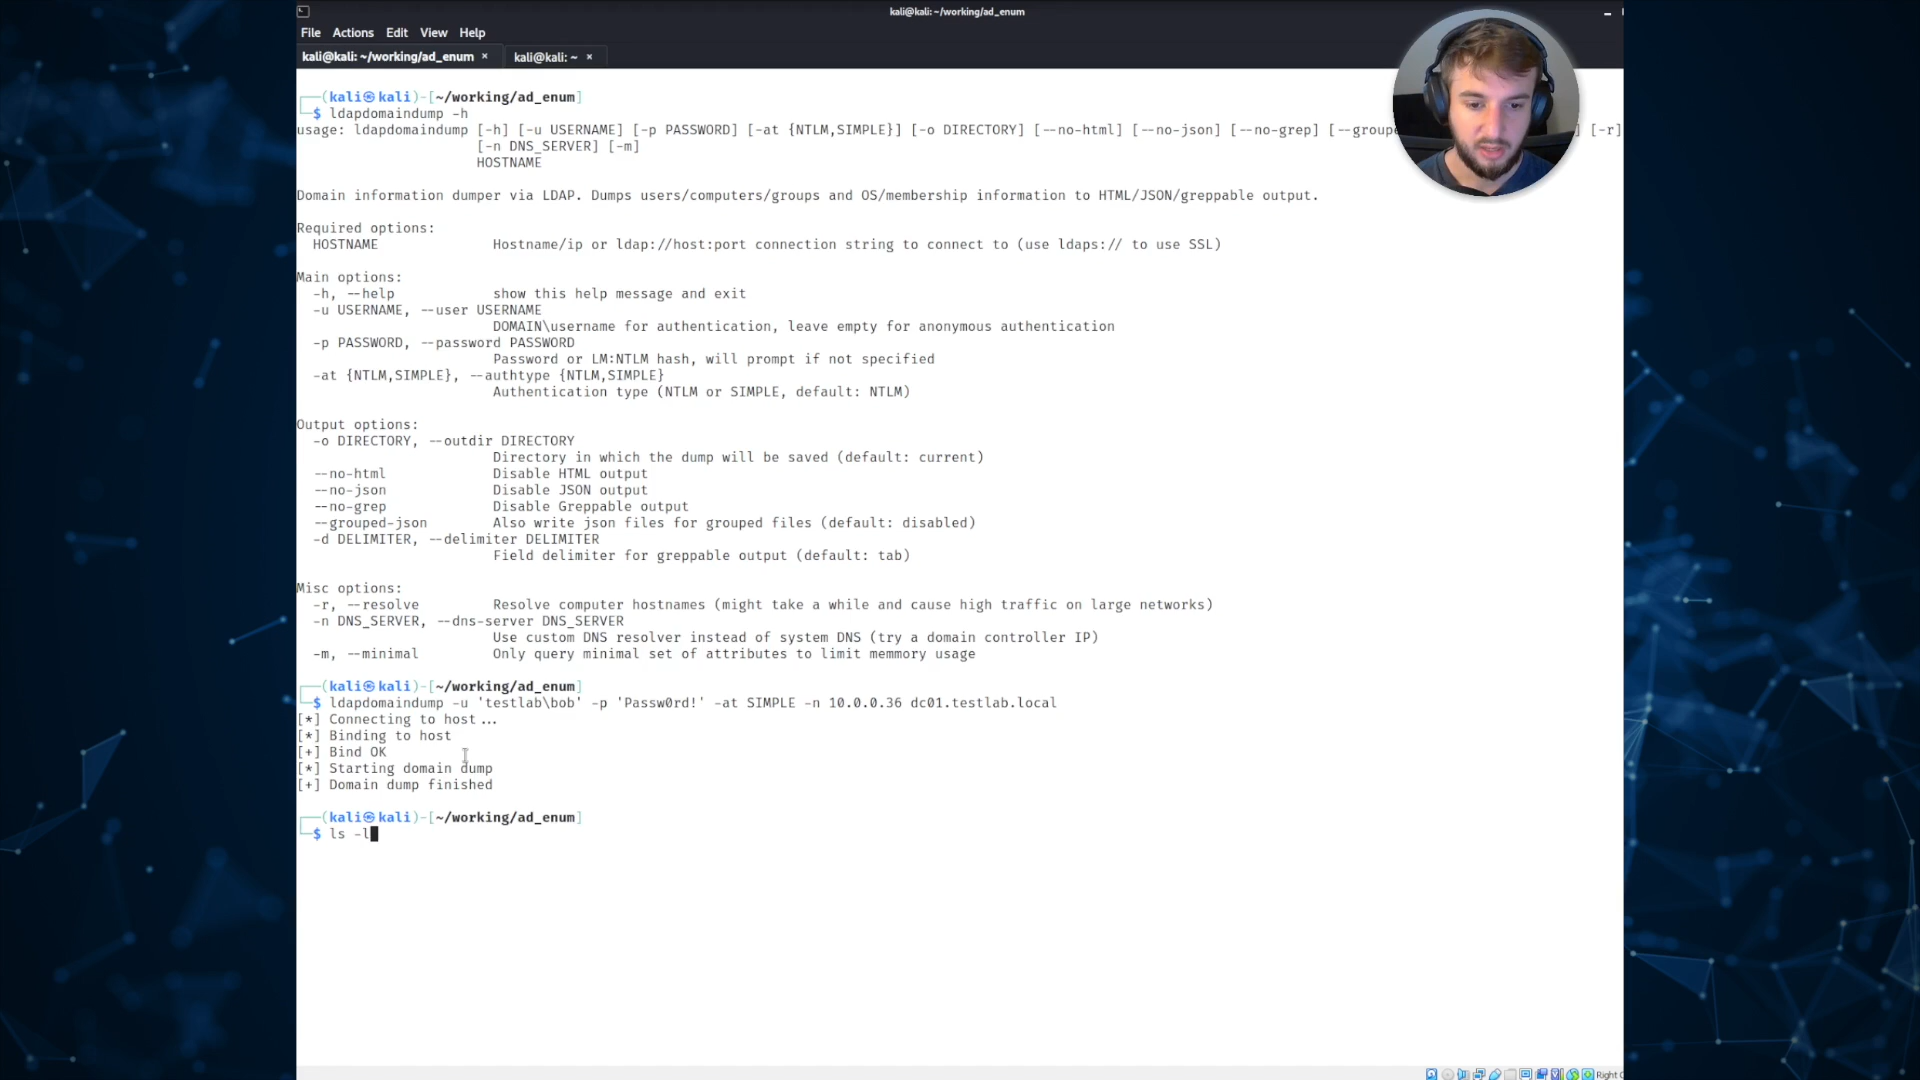 kali@kali: ~/working/ad_enum
File Actions Edit View Help
kali@kali: ~/working/ad_enum × kali@kali: ~ ×
(kali㉿kali)-[~/working/ad_enum]
$ ldapdomaindump -h
usage: ldapdomaindump [-h] [-u USERNAME] [-p PASSWORD] [-at {NTLM,SIMPLE}] [-o DIRECTORY] [--no-html] [--no-json] [--no-grep] [-r]
[-n DNS_SERVER] [-m]
HOSTNAME
Domain information dumper via LDAP. Dumps users/computers/groups and OS/membership information to HTML/JSON/greppable output.
Required options:
HOSTNAME Hostname/ip or ldap://host:port connection string to connect to (use ldaps:// to use SSL)
Main options:
-h, --help show this help message and exit
-u USERNAME, --user USERNAME
DOMAIN\username for authentication, leave empty for anonymous authentication
-p PASSWORD, --password PASSWORD
Password or LM:NTLM hash, will prompt if not specified
-at {NTLM,SIMPLE}, --authtype {NTLM,SIMPLE}
Authentication type (NTLM or SIMPLE, default: NTLM)
Output options:
-o DIRECTORY, --outdir DIRECTORY
Directory in which the dump will be saved (default: current)
--no-html Disable HTML output
--no-json Disable JSON output
--no-grep Disable Greppable output
--grouped-json Also write json files for grouped files (default: disabled)
-d DELIMITER, --delimiter DELIMITER
Field delimiter for greppable output (default: tab)
Misc options:
-r, --resolve Resolve computer hostnames (might take a while and cause high traffic on large networks)
-n DNS_SERVER, --dns-server DNS_SERVER
Use custom DNS resolver instead of system DNS (try a domain controller IP)
-m, --minimal Only query minimal set of attributes to limit memmory usage
(kali㉿kali)-[~/working/ad_enum]
$ ldapdomaindump -u 'testlab\bob' -p 'Passw0rd!' -at SIMPLE -n 10.0.0.36 dc01.testlab.local
[*] Connecting to host...
[*] Binding to host
[+] Bind OK
[*] Starting domain dump
[+] Domain dump finished
(kali㉿kali)-[~/working/ad_enum]
$ ls -l
Right